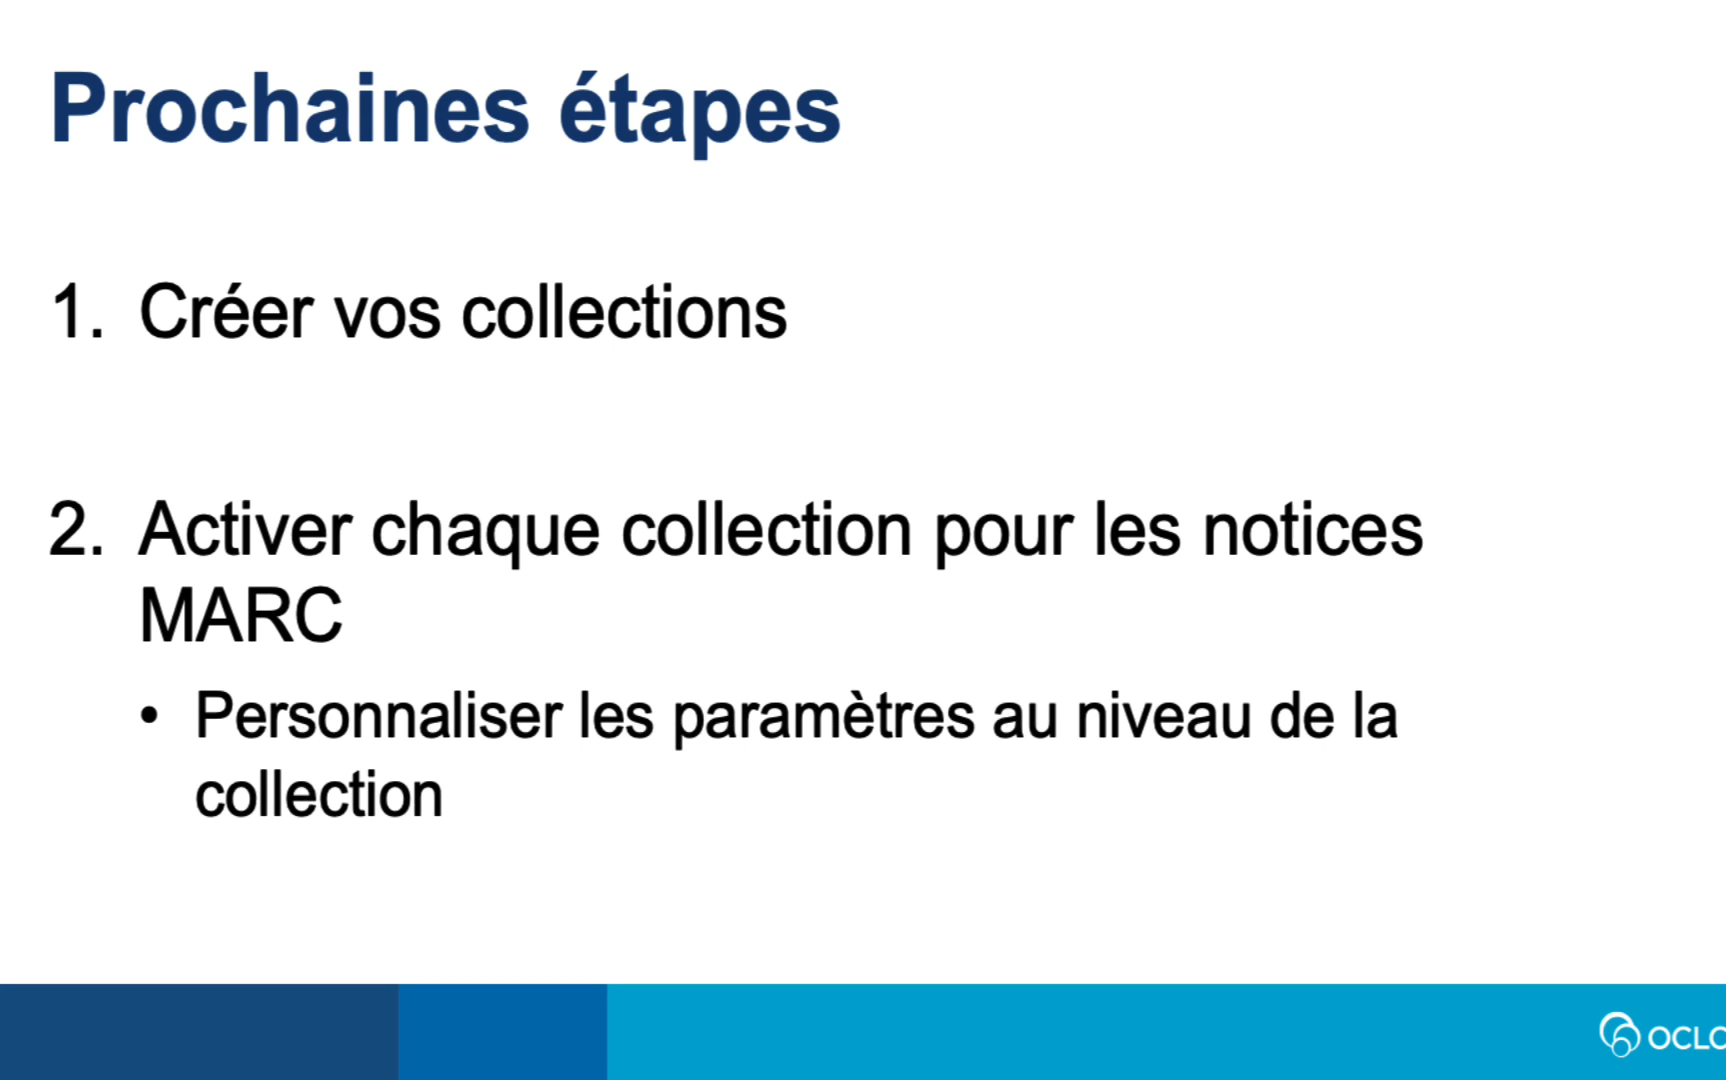 Prochaines étapes
1. Créer vos collections
2. Activer chaque collection pour les notices
MARC
• Personnaliser les paramètres au niveau de la
collection
OCLC